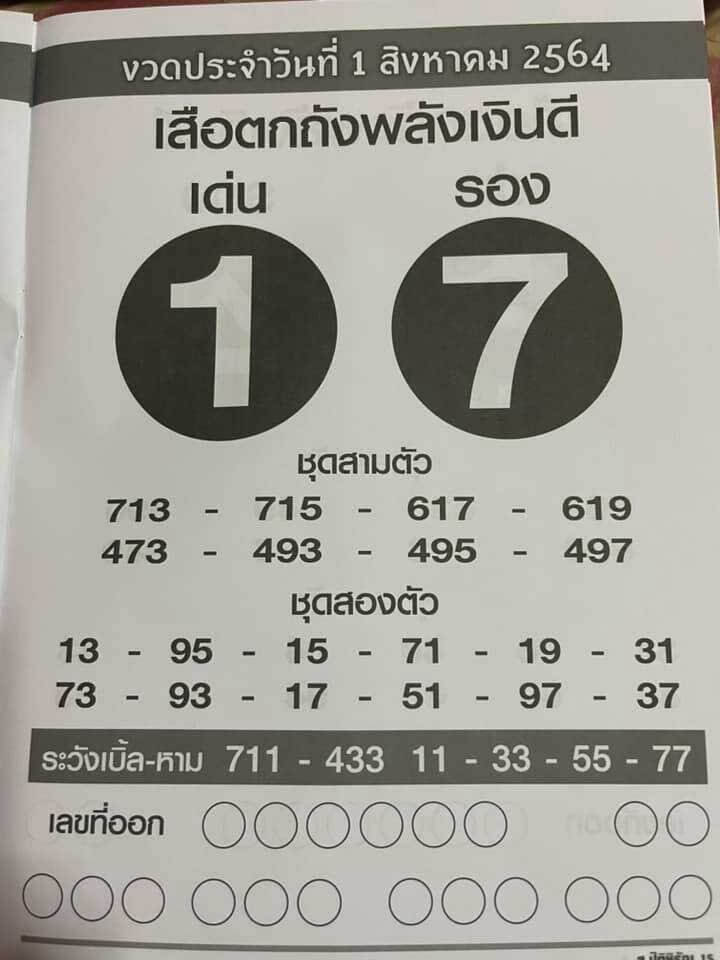 งวดประจำวันที่ 1 สิงหาคม 2564
เสือตกถังพลังเงินดี
เด่น รอง
1 7
ชุดสามตัว
713 - 715 - 617 - 619
473 - 493 - 495 - 497
ชุดสองตัว
13 - 95 - 15 - 71 - 19 - 31
73 - 93 - 17 - 51 - 97 - 37
ระวังเบิ้ล-หาม 711 - 433 11 - 33 - 55 - 77
เลขที่ออก
15